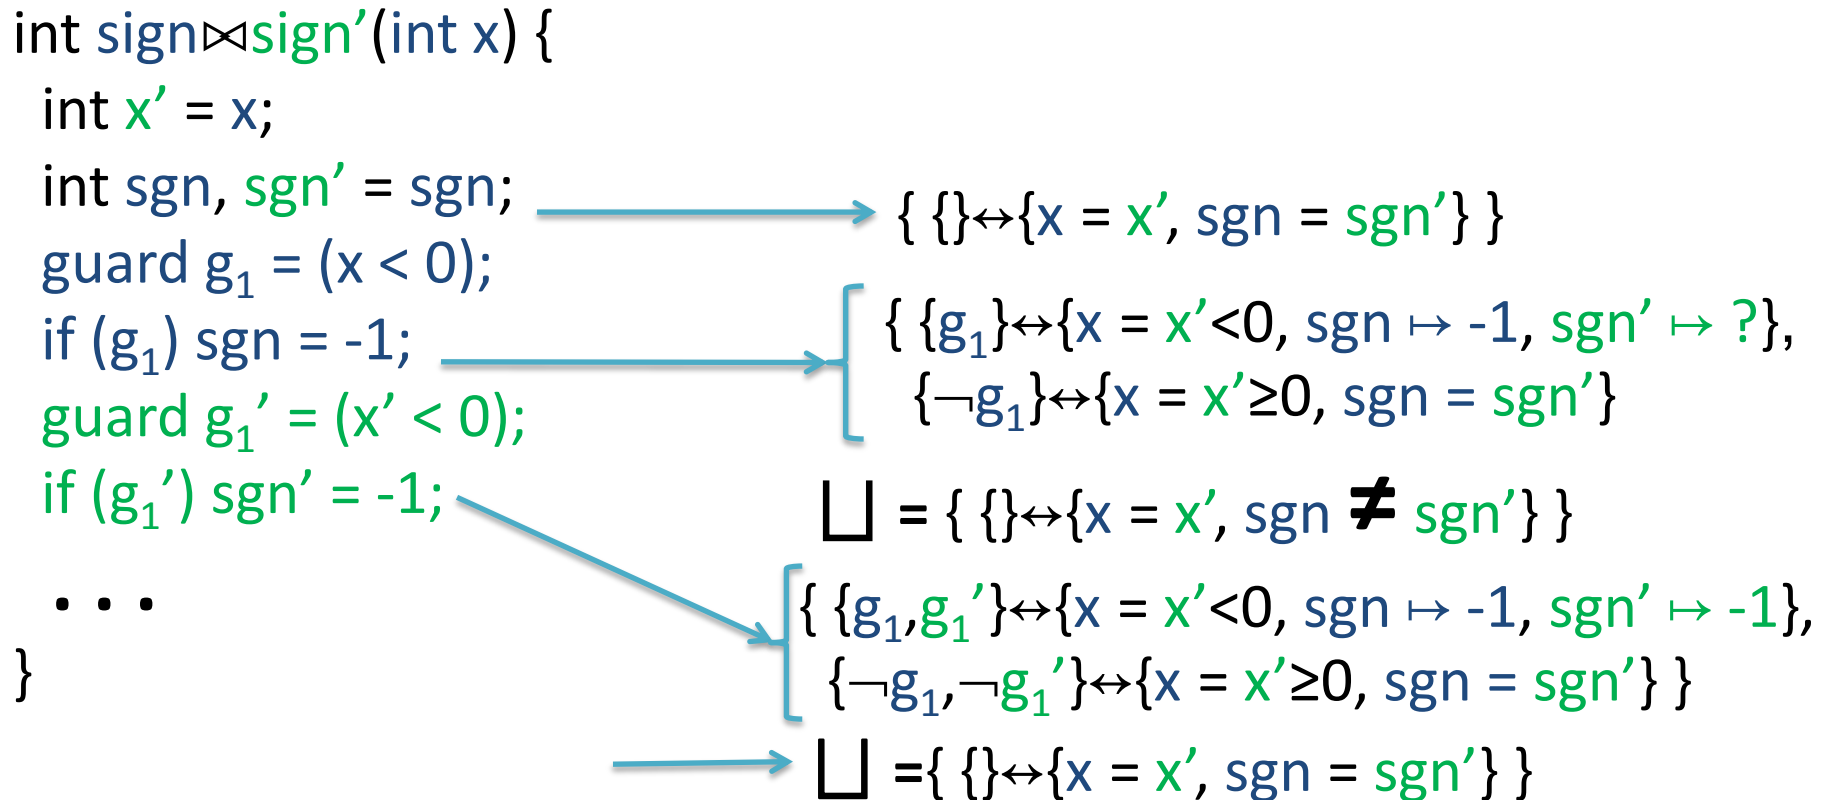 int sign⋈sign’(int x) {
int x’ = x;
int sgn, sgn’ = sgn;
guard g₁ = (x < 0);
if (g₁) sgn = -1;
guard g₁’ = (x’ < 0);
if (g₁’) sgn’ = -1;
...
}
{ {}↔{x = x’, sgn = sgn’} }
{ {g₁}↔{x = x’<0, sgn ↦ -1, sgn’ ↦ ?},
{¬g₁}↔{x = x’≥0, sgn = sgn’}
⨆ = { {}↔{x = x’, sgn ≠ sgn’} }
{ {g₁,g₁’}↔{x = x’<0, sgn ↦ -1, sgn’ ↦ -1},
{¬g₁,¬g₁’}↔{x = x’≥0, sgn = sgn’} }
⨆ ={ {}↔{x = x’, sgn = sgn’} }